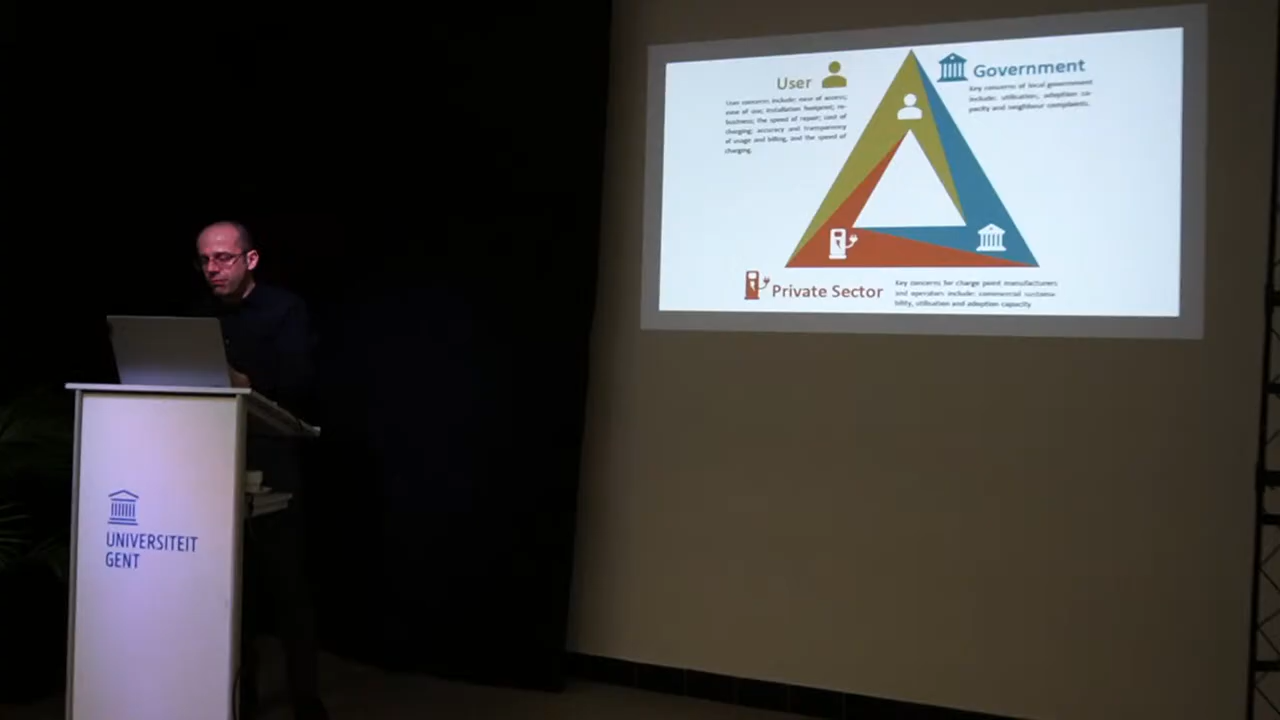 User
User concerns include: ease of access;
ease of use; installation footprint; re-
business; the speed of repair; cost of
charging; accuracy and transparency
of usage and billing, and the speed of
charging.
Government
Key concerns of local government
include: utilisation, adoption ca-
pacity and neighbour complaints.
Private Sector
Key concerns for charge point manufacturers
and operators include: commercial sustaina-
bility, utilisation and adoption capacity
UNIVERSITEIT
GENT